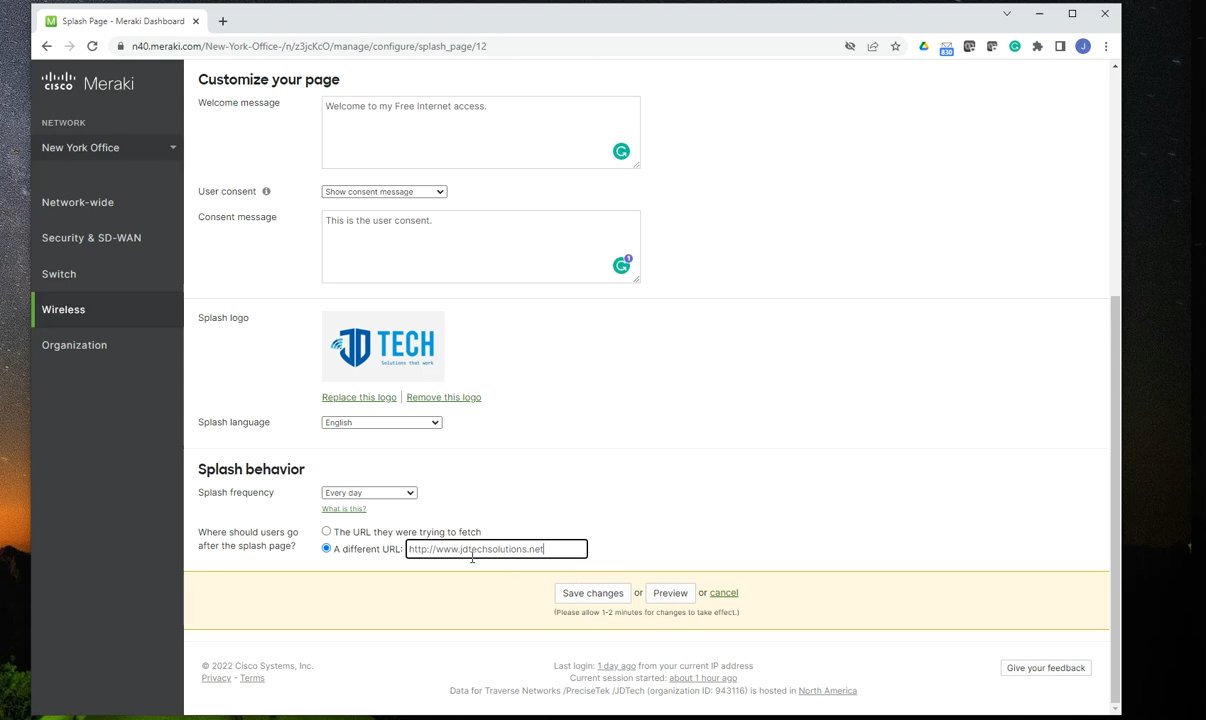 Splash Page - Meraki Dashboard
n40.meraki.com/New-York-Office-/n/z3jcKcO/manage/configure/splash_page/12
830
J
CISCO Meraki
NETWORK
New York Office
Network-wide
Security & SD-WAN
Switch
Wireless
Organization
Customize your page
Welcome message
Welcome to my Free Internet access.
User consent
Show consent message
Consent message
This is the user consent.
1
Splash logo
JD TECH
Solutions that work
Replace this logo | Remove this logo
Splash language
English
Splash behavior
Splash frequency
Every day
What is this?
Where should users go after the splash page?
The URL they were trying to fetch
A different URL: http://www.jdtechsolutions.net
Save changes or Preview or cancel
(Please allow 1-2 minutes for changes to take effect.)
© 2022 Cisco Systems, Inc.
Privacy - Terms
Last login: 1 day ago from your current IP address
Current session started: about 1 hour ago
Data for Traverse Networks /PreciseTek /JDTech (organization ID: 943116) is hosted in North America
Give your feedback